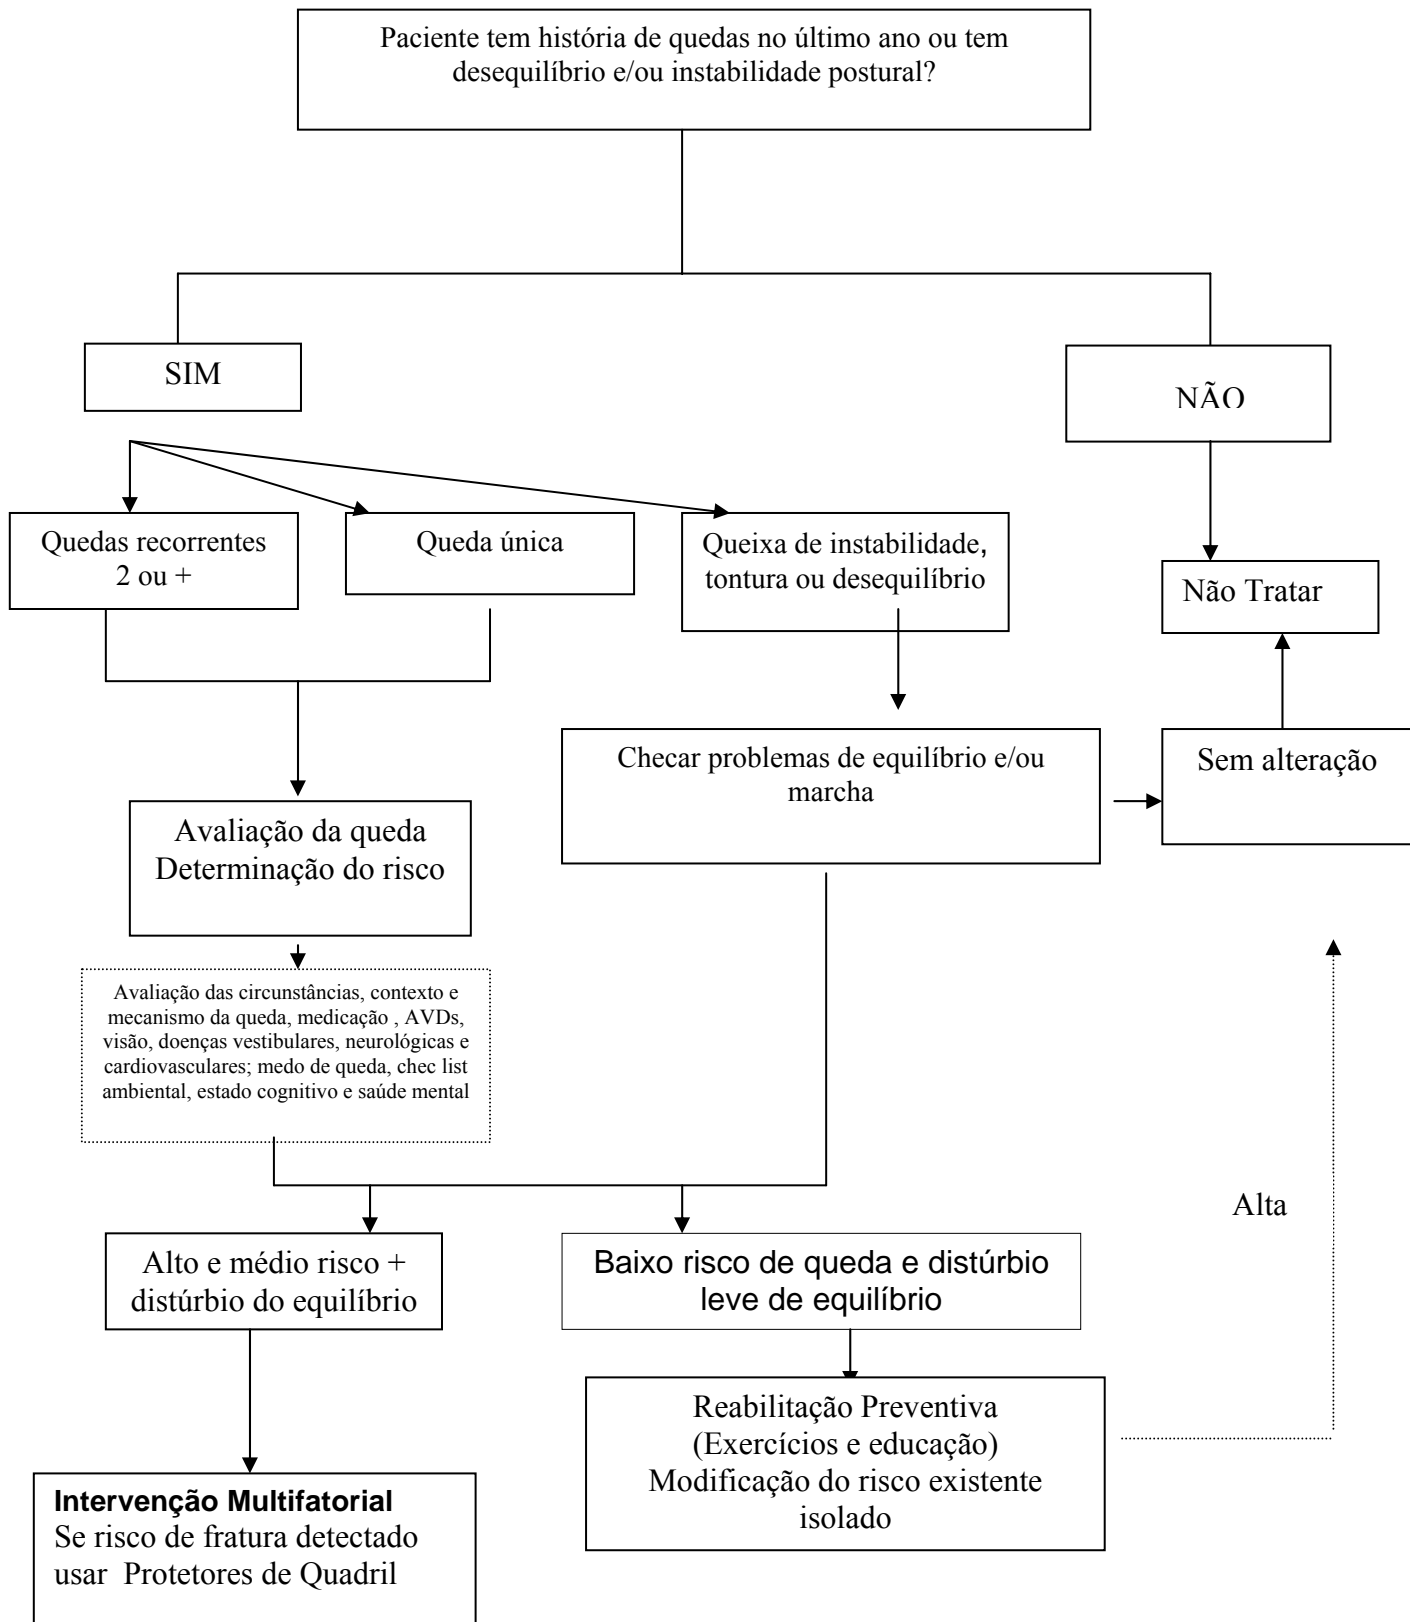 Paciente tem história de quedas no último ano ou tem
desequilíbrio e/ou instabilidade postural?
SIM
NÃO
Quedas recorrentes
2 ou +
Queda única
Queixa de instabilidade,
tontura ou desequilíbrio
Não Tratar
Checar problemas de equilíbrio e/ou
marcha
Sem alteração
Avaliação da queda
Determinação do risco
Avaliação das circunstâncias, contexto e
mecanismo da queda, medicação , AVDs,
visão, doenças vestibulares, neurológicas e
cardiovasculares; medo de queda, chec list
ambiental, estado cognitivo e saúde mental
Alta
Alto e médio risco +
distúrbio do equilíbrio
Baixo risco de queda e distúrbio
leve de equilíbrio
Reabilitação Preventiva
(Exercícios e educação)
Modificação do risco existente
isolado
Intervenção Multifatorial
Se risco de fratura detectado
usar Protetores de Quadril